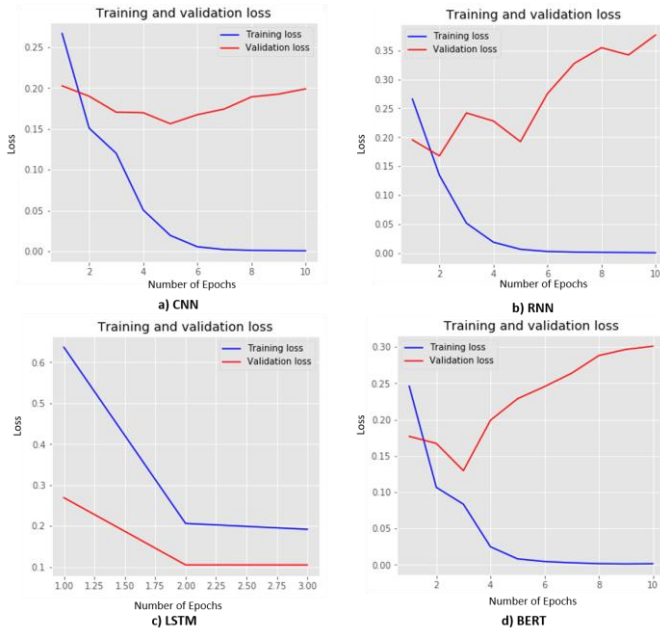 Training and validation loss
Training loss
Validation loss
0.25
0.20
0.15
0.10
0.05
0.00
Loss
2
4
6
8
10
Number of Epochs
a) CNN
Training and validation loss
Training loss
Validation loss
0.35
0.30
0.25
0.20
0.15
0.10
0.05
0.00
Loss
2
4
6
8
10
Number of Epochs
b) RNN
Training and validation loss
Training loss
Validation loss
0.6
0.5
0.4
0.3
0.2
0.1
Loss
1.00
1.25
1.50
1.75
2.00
2.25
2.50
2.75
3.00
Number of Epochs
c) LSTM
Training and validation loss
Training loss
Validation loss
0.30
0.25
0.20
0.15
0.10
0.05
0.00
Loss
2
4
6
8
10
Number of Epochs
d) BERT